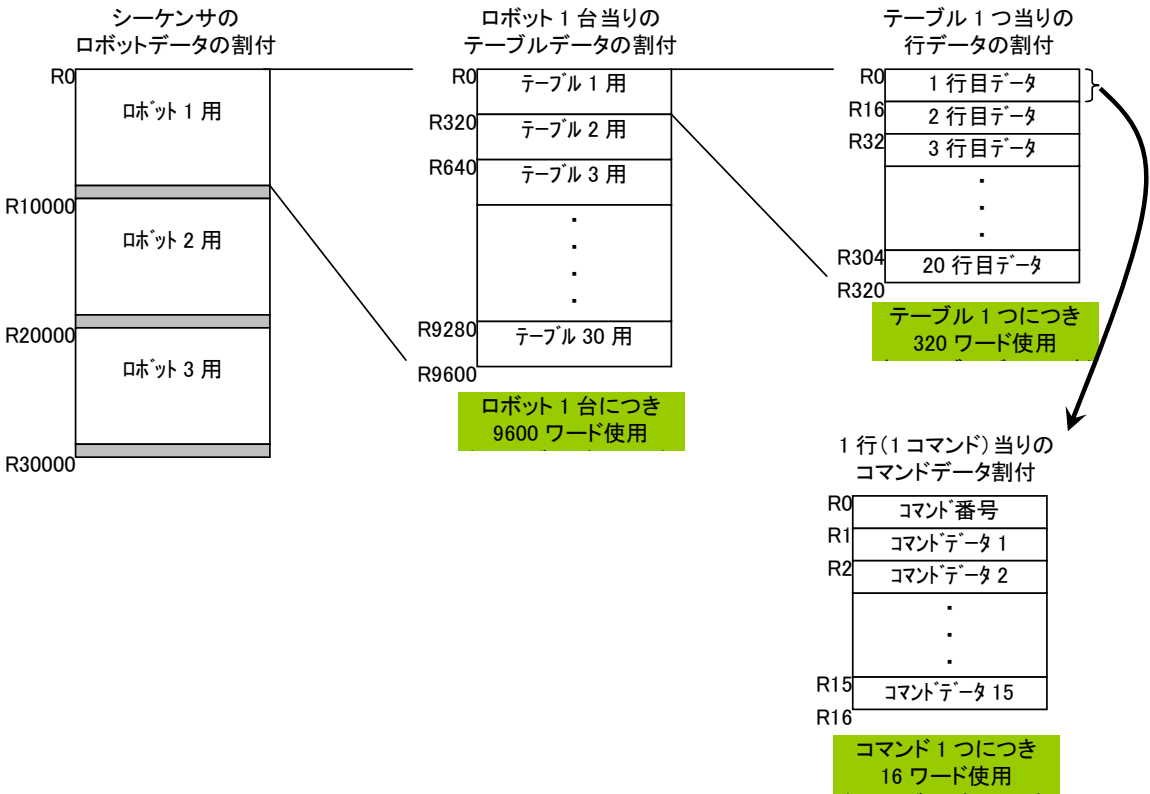 シーケンサの
ロボットデータの割付
R0
ﾛﾎﾞｯﾄ 1 用
R10000
ﾛﾎﾞｯﾄ 2 用
R20000
ﾛﾎﾞｯﾄ 3 用
R30000
ロボット 1 台当りの
テーブルデータの割付
R0
ﾃｰﾌﾞﾙ 1 用
R320
ﾃｰﾌﾞﾙ 2 用
R640
ﾃｰﾌﾞﾙ 3 用
・
・
・
・
R9280
ﾃｰﾌﾞﾙ 30 用
R9600
ロボット 1 台につき
9600 ワード使用
テーブル 1 つ当りの
行データの割付
R0
1 行目ﾃﾞｰﾀ
R16
2 行目ﾃﾞｰﾀ
R32
3 行目ﾃﾞｰﾀ
・
・
・
R304
20 行目ﾃﾞｰﾀ
R320
テーブル 1 つにつき
320 ワード使用
1 行(1 コマンド)当りの
コマンドデータ割付
R0
ｺﾏﾝﾄﾞ番号
R1
ｺﾏﾝﾄﾞﾃﾞｰﾀ 1
R2
ｺﾏﾝﾄﾞﾃﾞｰﾀ 2
・
・
・
R15
ｺﾏﾝﾄﾞﾃﾞｰﾀ 15
R16
コマンド 1 つにつき
16 ワード使用